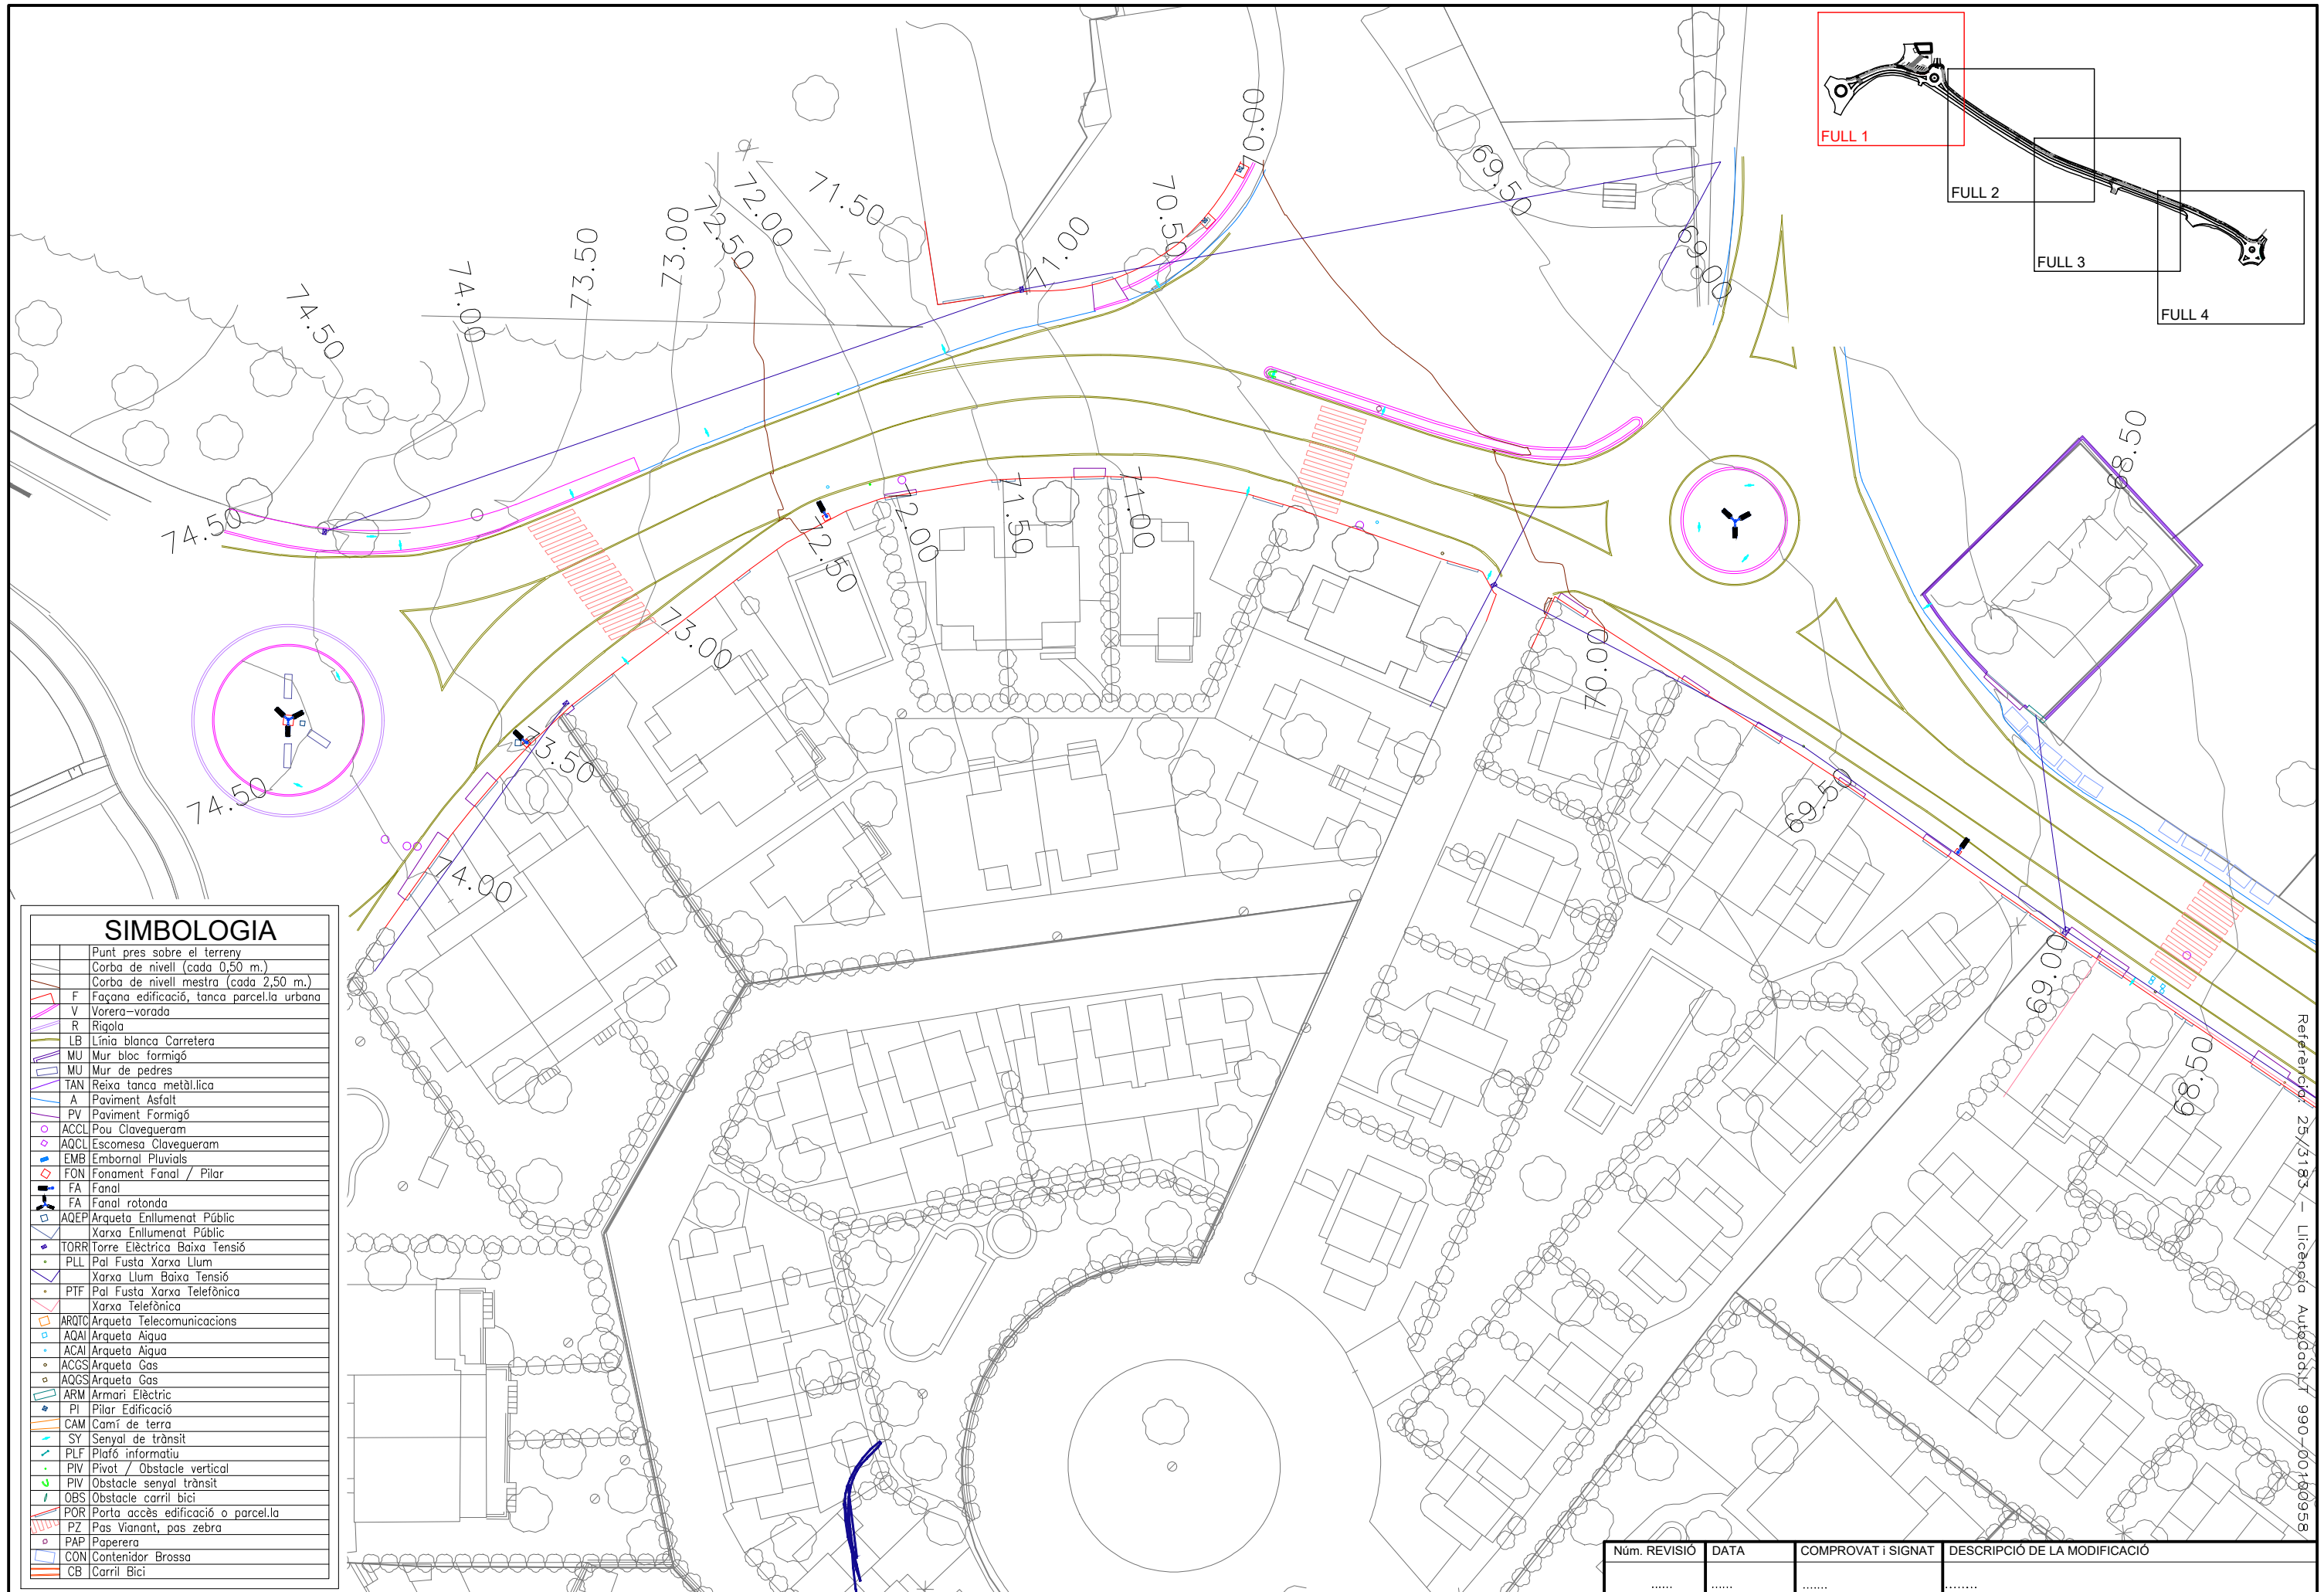 FULL 1
FULL 2
FULL 3
FULL 4
70.00
69.50
69.00
70.50
71.00
71.50
72.00
72.50
73.00
73.50
74.00
74.50
74.50
68.50
72.00
71.50
71.00
72.50
73.00
73.50
74.00
74.50
70.00
69.50
69.00
68.50
SIMBOLOGIA
Punt pres sobre el terreny
Corba de nivell (cada 0,50 m.)
Corba de nivell mestra (cada 2,50 m.)
F Façana edificació, tanca parcel.la urbana
V Vorera-vorada
R Rigola
LB Línia blanca Carretera
MU Mur bloc formigó
MU Mur de pedres
TAN Reixa tanca metàl.lica
A Paviment Asfalt
PV Paviment Formigó
ACCL Pou Clavegueram
AQCL Escomesa Clavegueram
EMB Embornal Pluvials
FON Fonament Fanal / Pilar
FA Fanal
FA Fanal rotonda
AQEP Arqueta Enllumenat Públic
Xarxa Enllumenat Públic
TORR Torre Elèctrica Baixa Tensió
PLL Pal Fusta Xarxa Llum
Xarxa Llum Baixa Tensió
PTF Pal Fusta Xarxa Telefònica
Xarxa Telefònica
ARQTC Arqueta Telecomunicacions
AQAI Arqueta Aigua
ACAI Arqueta Aigua
ACGS Arqueta Gas
AQGS Arqueta Gas
ARM Armari Elèctric
PI Pilar Edificació
CAM Camí de terra
SY Senyal de trànsit
PLF Plafó informatiu
PIV Pivot / Obstacle vertical
PIV Obstacle senyal trànsit
OBS Obstacle carril bici
POR Porta accès edificació o parcel.la
PZ Pas Vianant, pas zebra
PAP Paperera
CON Contenidor Brossa
CB Carril Bici
Referència: 25/3183 - Llicència AutoCad.LT 990-00100958
Núm. REVISIÓ DATA COMPROVAT i SIGNAT DESCRIPCIÓ DE LA MODIFICACIÓ
...... ...... ....... ........